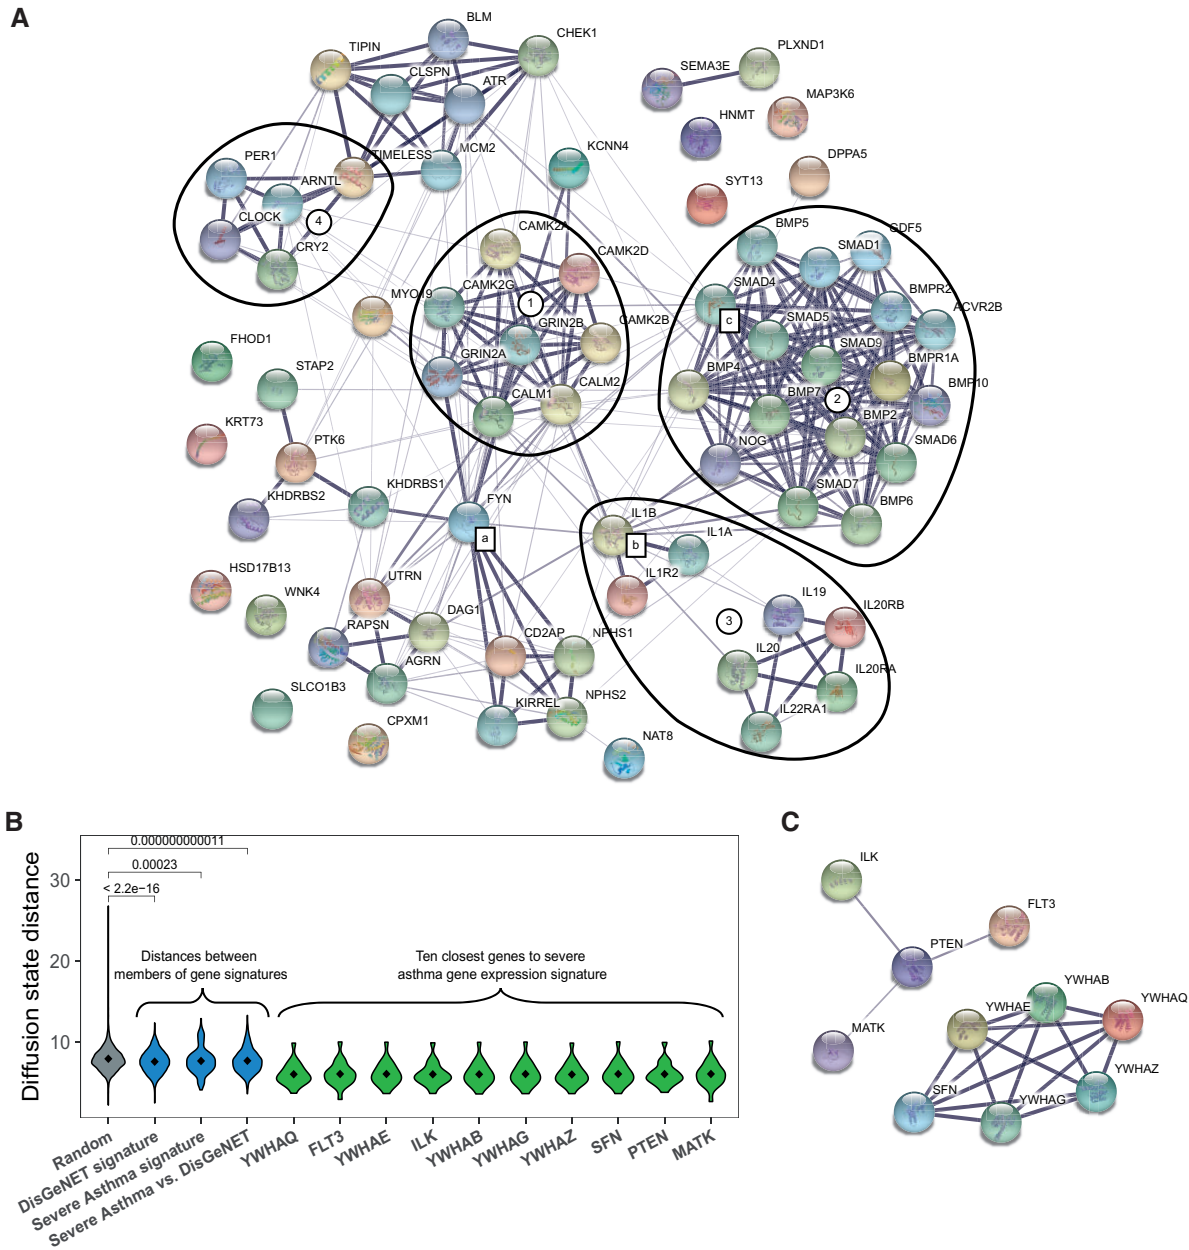 A
BLM
CHEK1
TIPIN
CLSPN
ATR
PLXND1
SEMA3E
MAP3K6
HNMT
DPPA5
SYT13
PER1
TIMELESS
MCM2
KCNN4
ARNTL
CLOCK
4
CRY2
CAMK2A
CAMK2D
CAMK2G
1
MYO19
GRIN2B
CAMK2B
GRIN2A
CALM1
CALM2
BMP5
SMAD1
GDF5
SMAD4
BMPR2
ACVR2B
c
SMAD5
SMAD9
BMPR1A
BMP4
BMP7
2
BMP10
BMP2
NOG
SMAD6
SMAD7
BMP6
FHOD1
STAP2
KRT73
PTK6
KHDRBS2
KHDRBS1
FYN
a
IL1B
b
IL1A
IL1R2
HSD17B13
WNK4
UTRN
RAPSN
DAG1
AGRN
CD2AP
NPHS1
3
IL19
IL20RB
IL20
IL20RA
IL22RA1
SLCO1B3
CPXM1
KIRREL
NPHS2
NAT8
B
Diffusion state distance
30
20
10
0.000000000011
0.00023
< 2.2e−16
Distances between
members of gene signatures
Ten closest genes to severe
asthma gene expression signature
Random
DisGeNET signature
Severe Asthma signature
Severe Asthma vs. DisGeNET
YWHAQ
FLT3
YWHAE
ILK
YWHAB
YWHAG
YWHAZ
SFN
PTEN
MATK
C
ILK
FLT3
PTEN
MATK
YWHAB
YWHAE
YWHAQ
YWHAZ
SFN
YWHAG